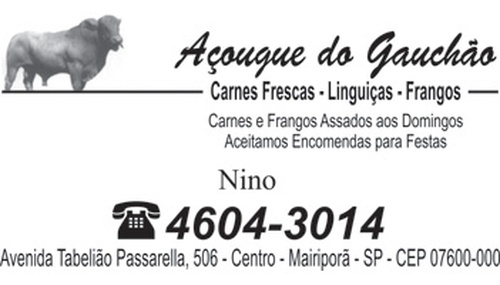 Açougue do Gauchão
Carnes Frescas - Linguiças - Frangos
Carnes e Frangos Assados aos Domingos
Aceitamos Encomendas para Festas
Nino
4604-3014
Avenida Tabelião Passarella, 506 - Centro - Mairiporã - SP - CEP 07600-000